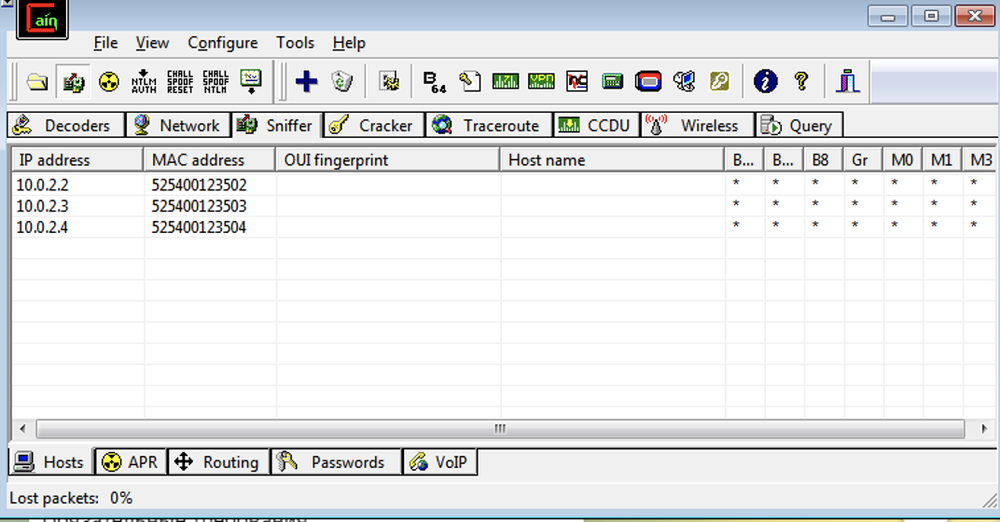 Cain
File View Configure Tools Help
NTLM AUTH CHALL SPOOF RESET CHALL SPOOF NTLM B64
Decoders Network Sniffer Cracker Traceroute CCDU Wireless Query
IP address MAC address OUI fingerprint Host name B... B... B8 Gr M0 M1 M3
10.0.2.2 525400123502 * * * * * * *
10.0.2.3 525400123503 * * * * * * *
10.0.2.4 525400123504 * * * * * * *
Hosts APR Routing Passwords VoIP
Lost packets: 0%